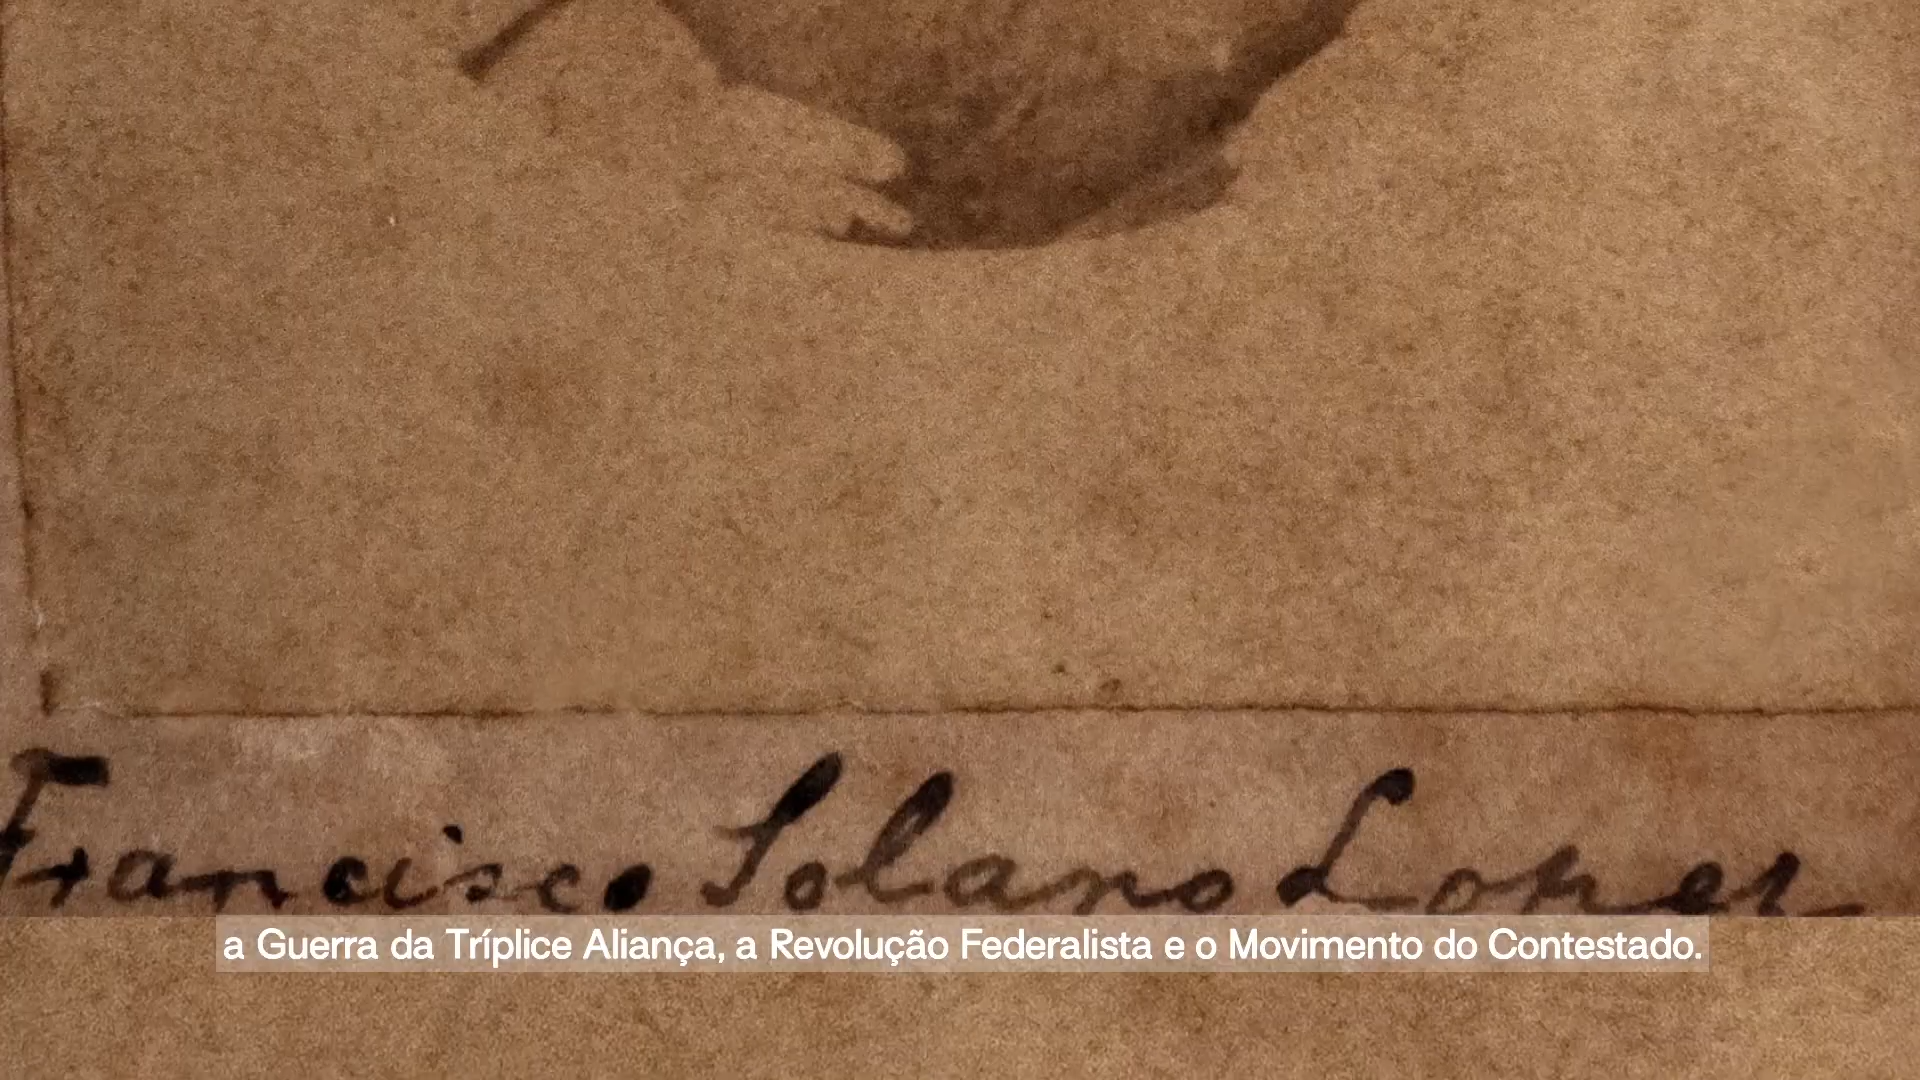 Francisco Solano Lopez
a Guerra da Tríplice Aliança, a Revolução Federalista e o Movimento do Contestado.